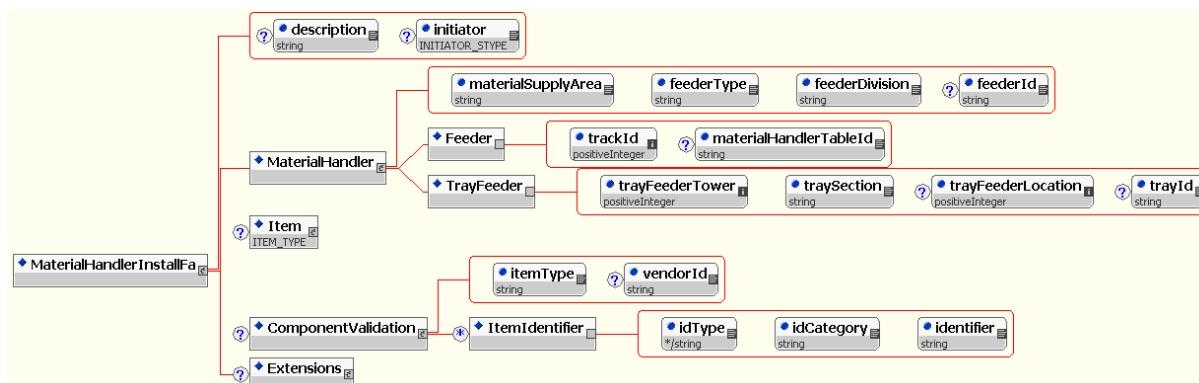 ? description
string
? initiator
INITIATOR_STYPE
materialSupplyArea
string
feederType
string
feederDivision
string
? feederId
string
Feeder
trackId
positiveInteger
? materialHandlerTableId
string
MaterialHandler
TrayFeeder
trayFeederTower
positiveInteger
traySection
string
? trayFeederLocation
positiveInteger
? trayId
string
? Item
ITEM_TYPE
MaterialHandlerInstallFa
itemType
string
? vendorId
string
? ComponentValidation
* ItemIdentifier
idType
*/string
idCategory
string
identifier
string
? Extensions